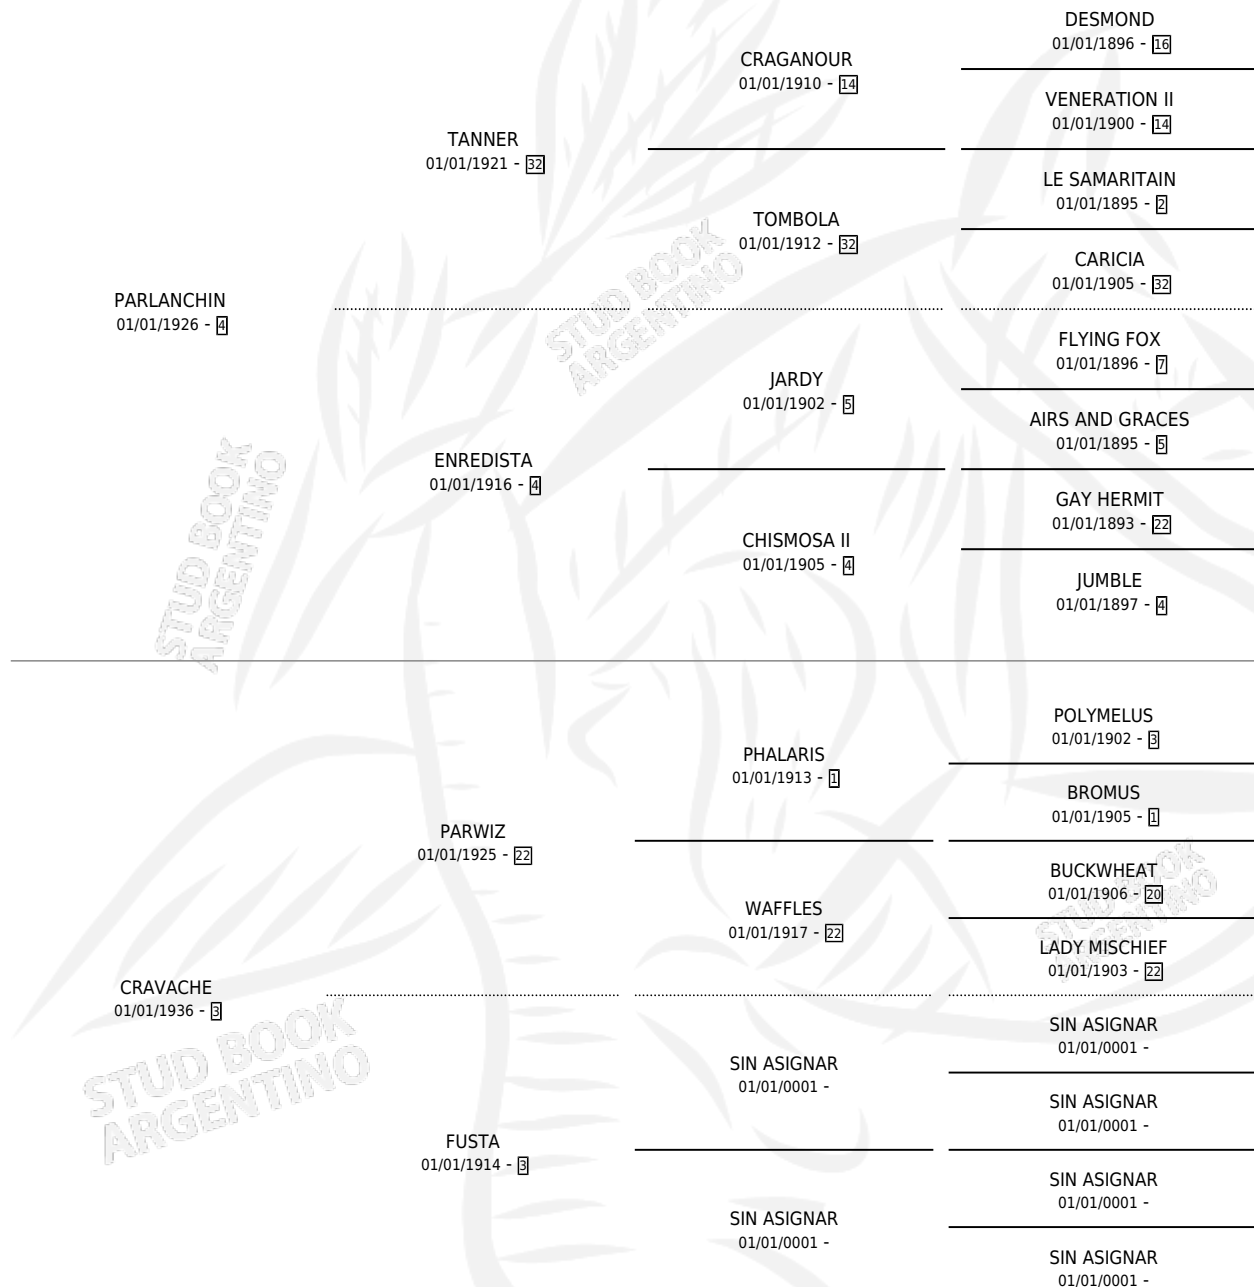 DESMOND
01/01/1896 - 16
CRAGANOUR
01/01/1910 - 14
VENERATION II
01/01/1900 - 14
TANNER
01/01/1921 - 32
LE SAMARITAIN
01/01/1895 - 2
TOMBOLA
01/01/1912 - 32
CARICIA
01/01/1905 - 32
PARLANCHIN
01/01/1926 - 4
FLYING FOX
01/01/1896 - 7
JARDY
01/01/1902 - 5
AIRS AND GRACES
01/01/1895 - 5
ENREDISTA
01/01/1916 - 4
GAY HERMIT
01/01/1893 - 22
CHISMOSA II
01/01/1905 - 4
JUMBLE
01/01/1897 - 4
POLYMELUS
01/01/1902 - 3
PHALARIS
01/01/1913 - 1
BROMUS
01/01/1905 - 1
PARWIZ
01/01/1925 - 22
BUCKWHEAT
01/01/1906 - 20
WAFFLES
01/01/1917 - 22
LADY MISCHIEF
01/01/1903 - 22
CRAVACHE
01/01/1936 - 3
SIN ASIGNAR
01/01/0001 -
SIN ASIGNAR
01/01/0001 -
SIN ASIGNAR
01/01/0001 -
FUSTA
01/01/1914 - 3
SIN ASIGNAR
01/01/0001 -
SIN ASIGNAR
01/01/0001 -
SIN ASIGNAR
01/01/0001 -
STUD BOOK
ARGENTINO
STUD BOOK
ARGENTINO
STUD BOOK
ARGENTINO
STUD BOOK
ARGENTINO